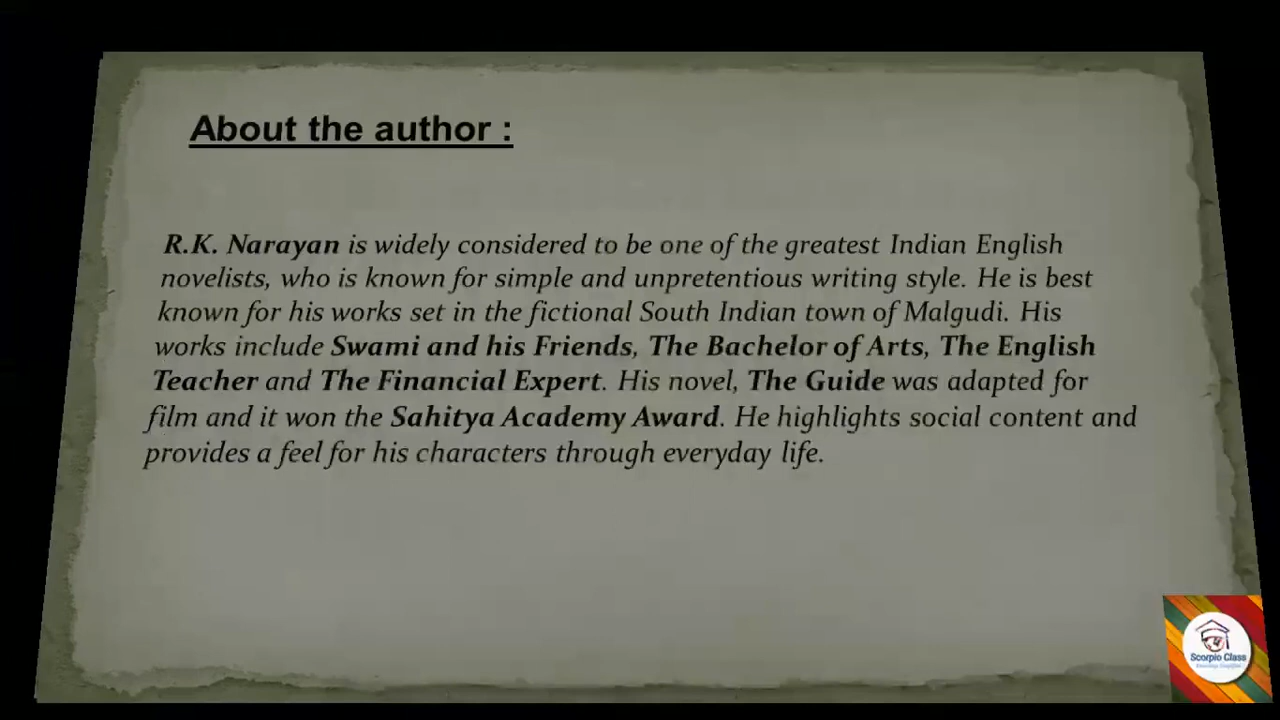 About the author :
R.K. Narayan is widely considered to be one of the greatest Indian English
novelists, who is known for simple and unpretentious writing style. He is best
known for his works set in the fictional South Indian town of Malgudi. His
works include Swami and his Friends, The Bachelor of Arts, The English
Teacher and The Financial Expert. His novel, The Guide was adapted for
film and it won the Sahitya Academy Award. He highlights social content and
provides a feel for his characters through everyday life.
Scorpio Class